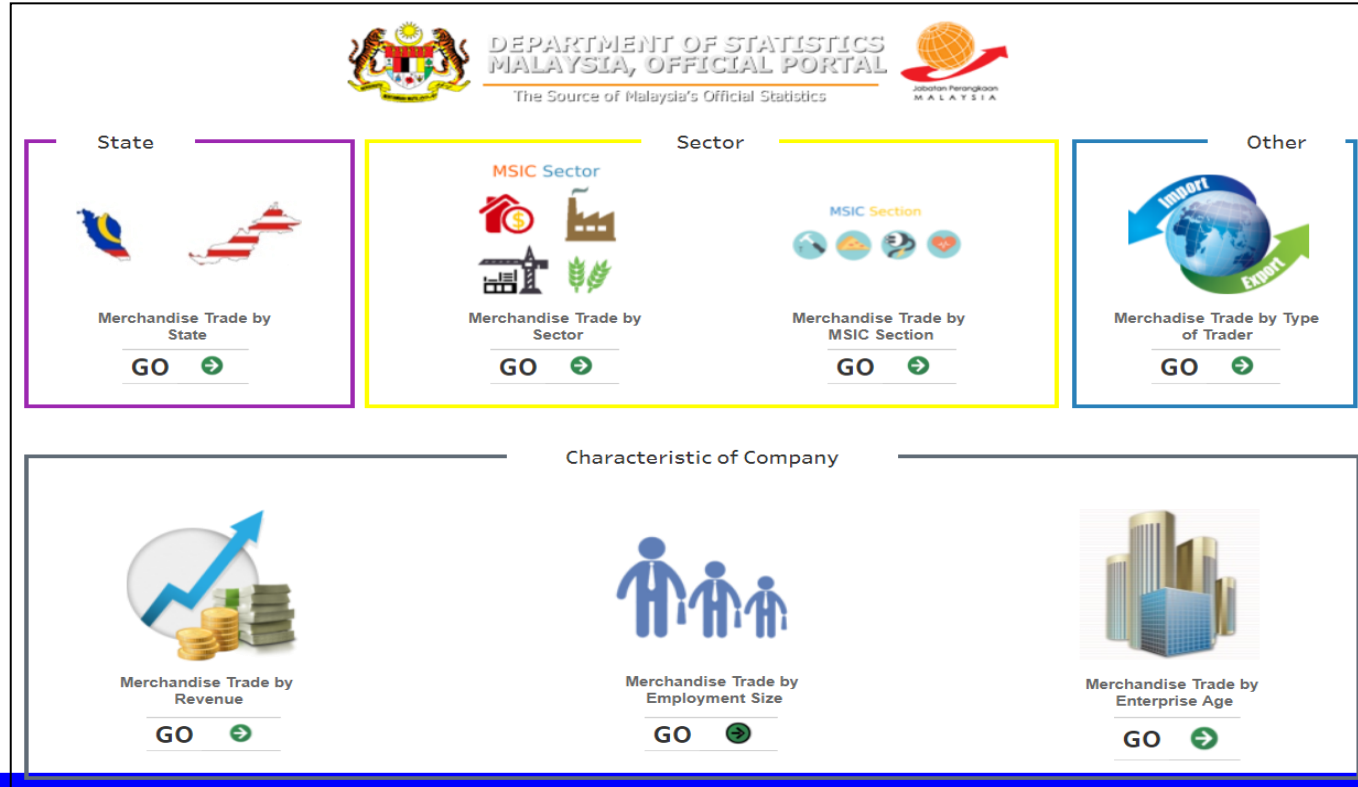 DEPARTMENT OF STATISTICS
MALAYSIA, OFFICIAL PORTAL
The Source of Malaysia's Official Statistics
Jabatan Perangkaan
MALAYSIA
State
Sector
Other
MSIC Sector
MSIC Section
Import
Export
Merchandise Trade by
State
GO
Merchandise Trade by
Sector
GO
Merchandise Trade by
MSIC Section
GO
Merchadise Trade by Type
of Trader
GO
Characteristic of Company
Merchandise Trade by
Revenue
GO
Merchandise Trade by
Employment Size
GO
Merchandise Trade by
Enterprise Age
GO